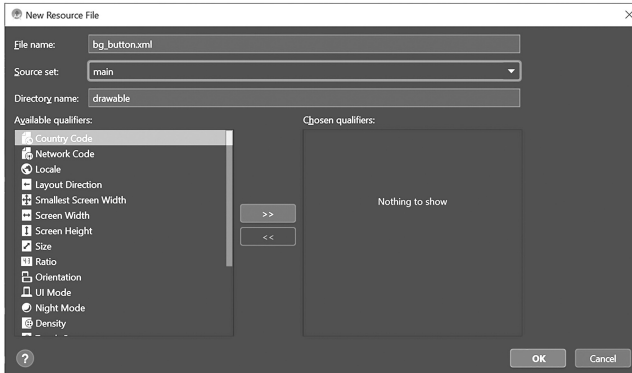 New Resource File
File name: bg_button.xml
Source set: main
Directory name: drawable
Available qualifiers: Chosen qualifiers:
Country Code
Network Code
Locale
Layout Direction
Smallest Screen Width
Screen Width
Screen Height
Size
Ratio
Orientation
UI Mode
Night Mode
Density
>>
<<
Nothing to show
?
OK Cancel